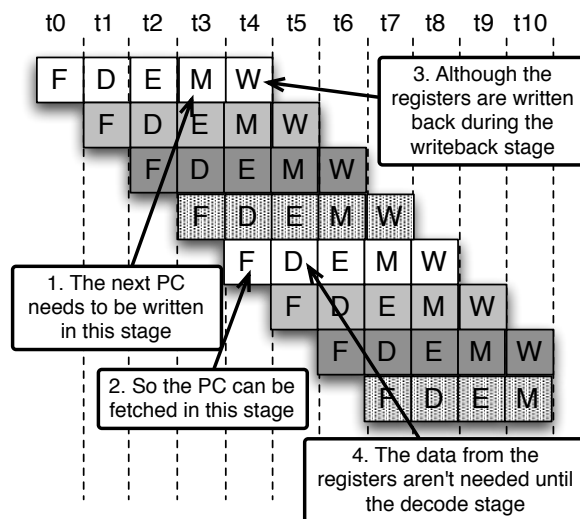 t0 t1 t2 t3 t4 t5 t6 t7 t8 t9 t10
F D E M W
3. Although the
registers are written
back during the
writeback stage
F D E M W
F D E M W
F D E M W
F D E M W
1. The next PC
needs to be written
in this stage
F D E M W
F D E M W
2. So the PC can be
fetched in this stage
F D E M
4. The data from the
registers aren't needed until
the decode stage